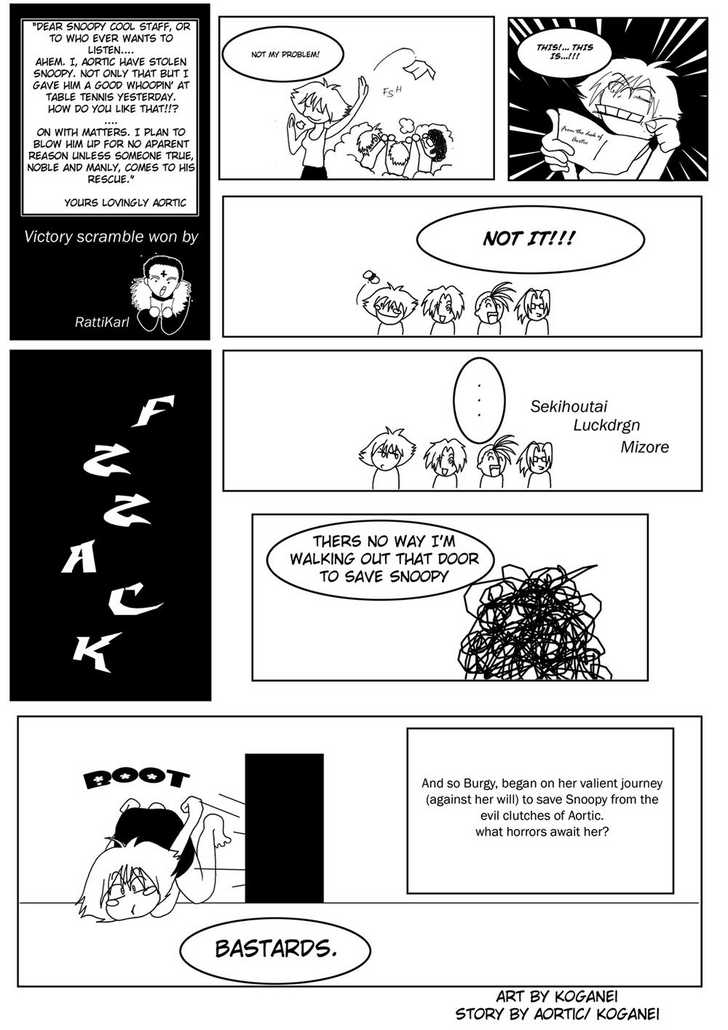 THIS!... THIS
IS...!!!
from the desk of
Aortic
NOT MY PROBLEM!
FSH
"DEAR SNOOPY COOL STAFF, OR
TO WHO EVER WANTS TO
LISTEN....
AHEM. I, AORTIC HAVE STOLEN
SNOOPY. NOT ONLY THAT BUT I
GAVE HIM A GOOD WHOOPIN' AT
TABLE TENNIS YESTERDAY.
HOW DO YOU LIKE THAT!!?
....
ON WITH MATTERS. I PLAN TO
BLOW HIM UP FOR NO APPARENT
REASON UNLESS SOMEONE TRUE,
NOBLE AND MANLY, COMES TO HIS
RESCUE."
YOURS LOVINGLY AORTIC
Victory scramble won by
RattiKarl
NOT IT!!!
...
Sekihoutai
Luckdrgn
Mizore
FZZACK
THERS NO WAY I'M
WALKING OUT THAT DOOR
TO SAVE SNOOPY
BOOT
And so Burgy, began on her valient journey
(against her will) to save Snoopy from the
evil clutches of Aortic.
what horrors await her?
BASTARDS.
ART BY KOGANEI
STORY BY AORTIC/ KOGANEI